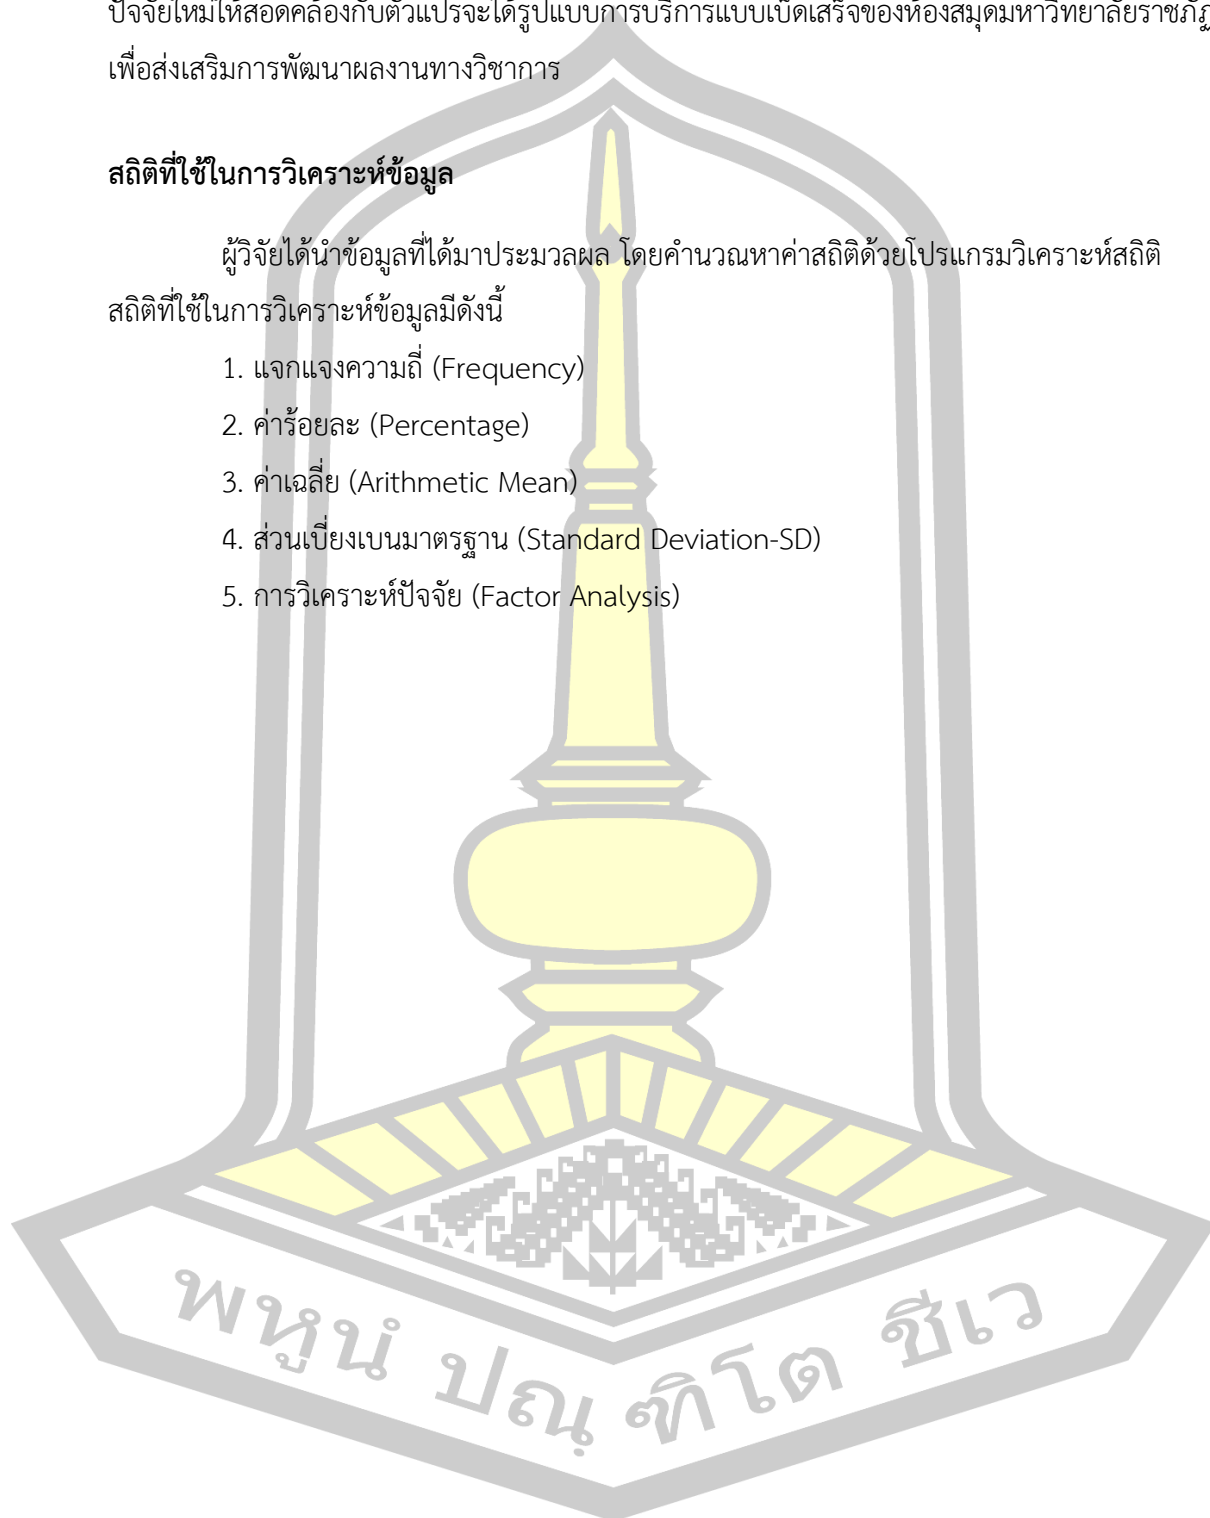 ปัจจัยใหม่ให้สอดคล้องกับตัวแปรจะได้รูปแบบการบริการแบบเบ็ดเสร็จของห้องสมุดมหาวิทยาลัยราชภัฏ
เพื่อส่งเสริมการพัฒนาผลงานทางวิชาการ
สถิติที่ใช้ในการวิเคราะห์ข้อมูล
ผู้วิจัยได้นำข้อมูลที่ได้มาประมวลผล โดยคำนวณหาค่าสถิติด้วยโปรแกรมวิเคราะห์สถิติ
สถิติที่ใช้ในการวิเคราะห์ข้อมูลมีดังนี้
1. แจกแจงความถี่ (Frequency)
2. ค่าร้อยละ (Percentage)
3. ค่าเฉลี่ย (Arithmetic Mean)
4. ส่วนเบี่ยงเบนมาตรฐาน (Standard Deviation-SD)
5. การวิเคราะห์ปัจจัย (Factor Analysis)
พหูนํ ปณฺฑิโต ชีเว